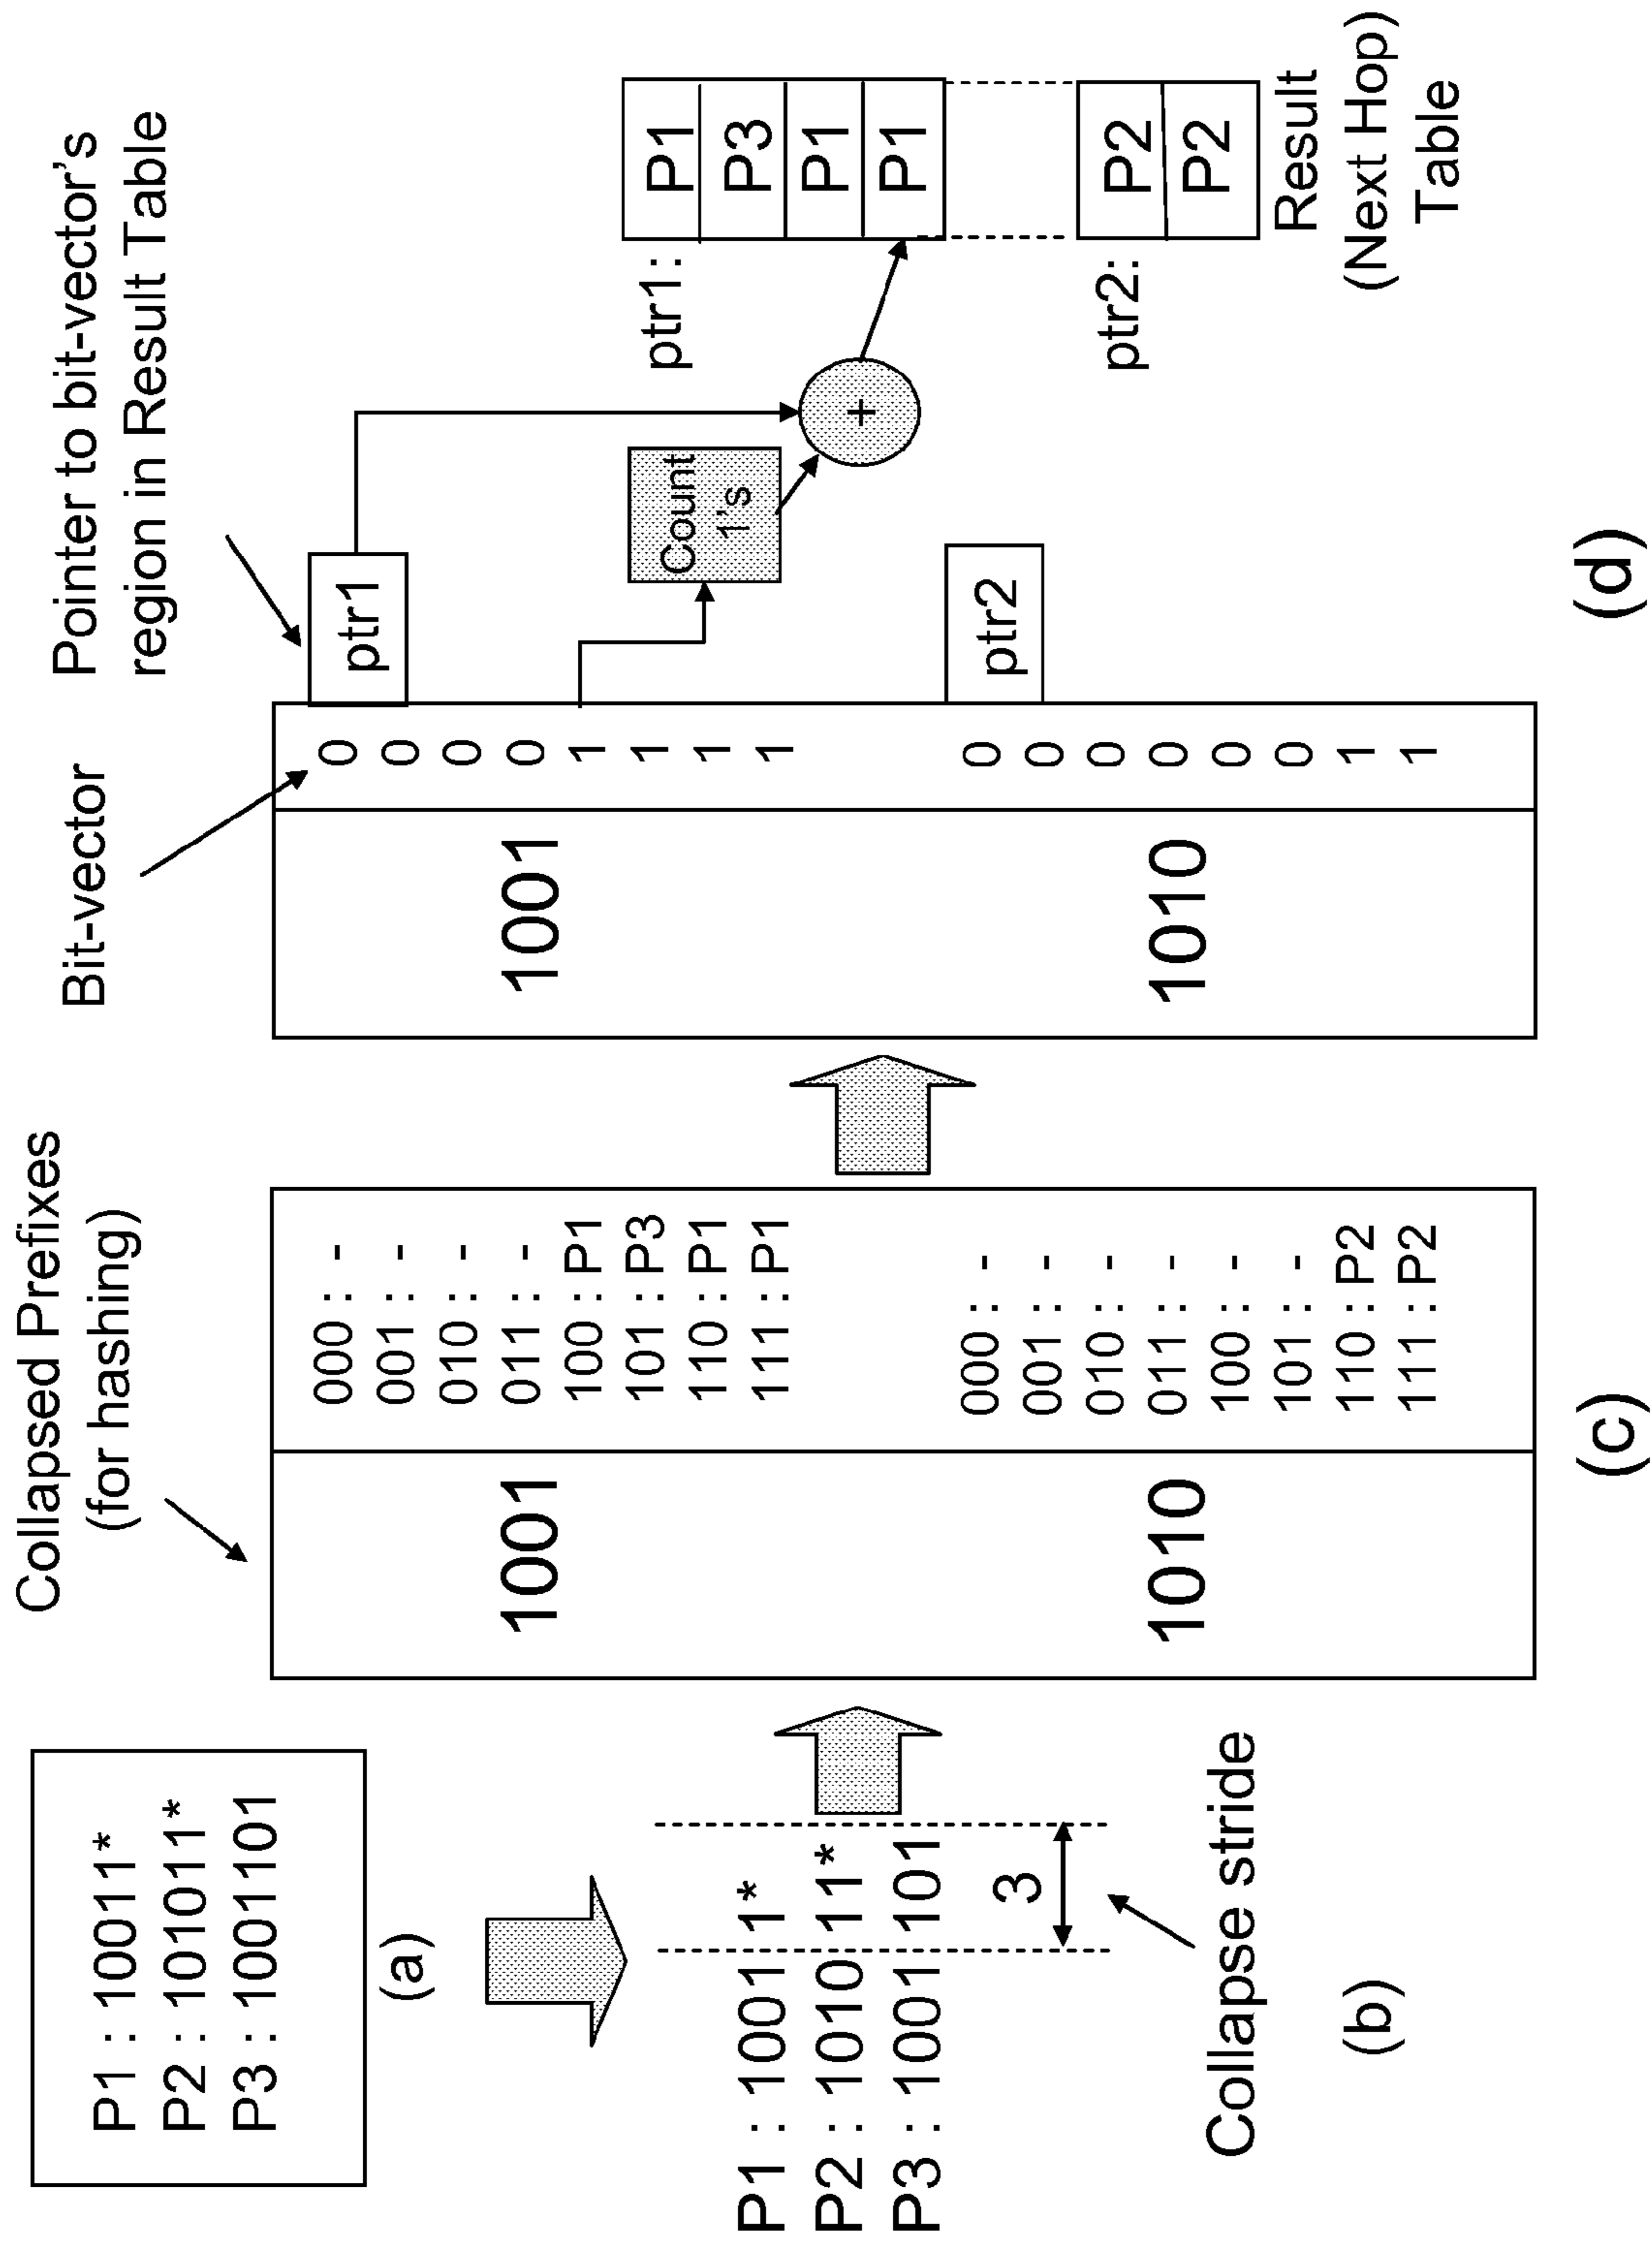 P1 : 10011*
P2 : 101011*
P3 : 1001101
(a)
P1 : 1001 1*
P2 : 1010 11*
P3 : 1001 101
3
Collapse stride
(b)
Collapsed Prefixes
(for hashing)
1001
000 : -
001 : -
010 : -
011 : -
100 : P1
101 : P3
110 : P1
111 : P1
1010
000 : -
001 : -
010 : -
011 : -
100 : -
101 : -
110 : P2
111 : P2
(c)
Bit-vector
Pointer to bit-vector's
region in Result Table
1001
0
0
0
0
1
1
1
1
ptr1
1010
0
0
0
0
0
0
1
1
ptr2
Count
1's
+
ptr1:
P1
P3
P1
P1
ptr2:
P2
P2
Result
(Next Hop)
Table
(d)